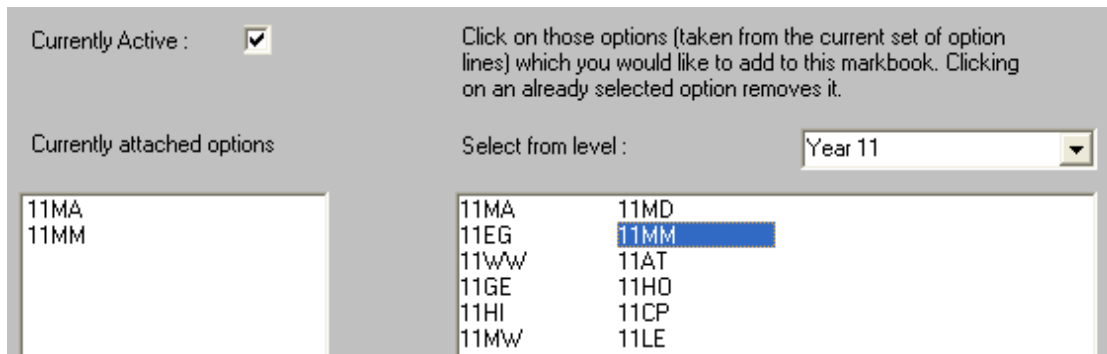 Currently Active :
Click on those options (taken from the current set of option
lines) which you would like to add to this markbook. Clicking
on an already selected option removes it.
Currently attached options
Select from level :
Year 11
11MA
11MM
11MA 11MD
11EG 11MM
11WW 11AT
11GE 11HO
11HI 11CP
11MW 11LE